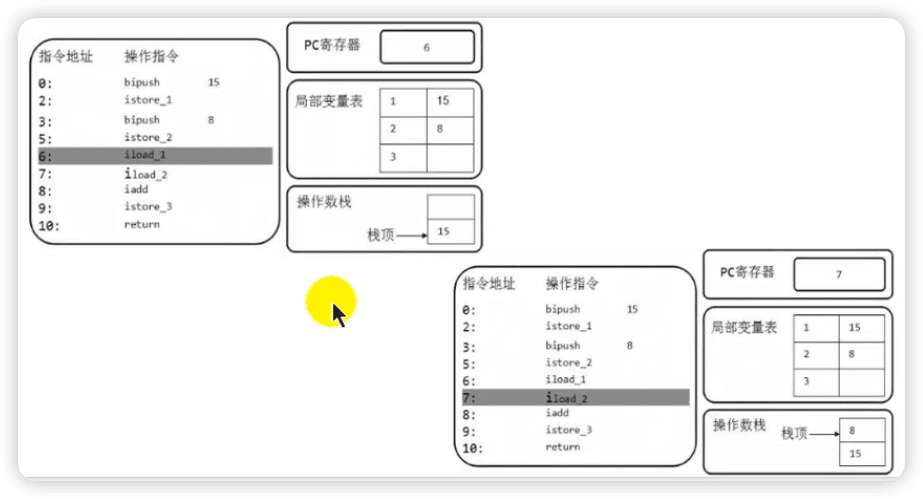 指令地址 操作指令
0: bipush 15
2: istore_1
3: bipush 8
5: istore_2
6: iload_1
7: iload_2
8: iadd
9: istore_3
10: return
PC寄存器 6
局部变量表
1 15
2 8
3
操作数栈
栈顶 15
指令地址 操作指令
0: bipush 15
2: istore_1
3: bipush 8
5: istore_2
6: iload_1
7: iload_2
8: iadd
9: istore_3
10: return
PC寄存器 7
局部变量表
1 15
2 8
3
操作数栈 栈顶 8
15